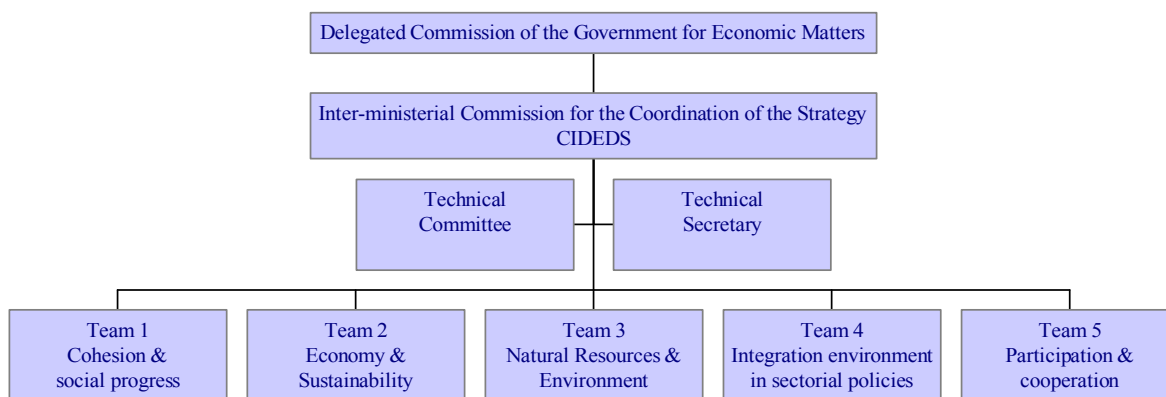 Delegated Commission of the Government for Economic Matters
Inter-ministerial Commission for the Coordination of the Strategy
CIDEDS
Technical
Committee
Technical
Secretary
Team 1
Cohesion &
social progress
Team 2
Economy &
Sustainability
Team 3
Natural Resources &
Environment
Team 4
Integration environment
in sectorial policies
Team 5
Participation &
cooperation